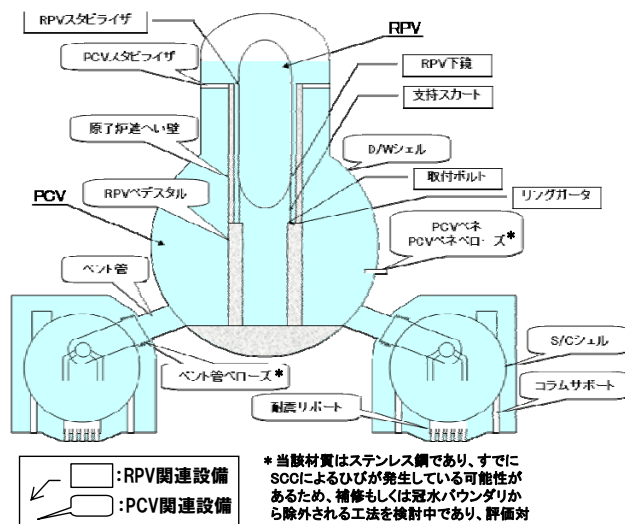 RPVスタビライザ
RPV
PCVスタビライザ
RPV下鏡
支持スカート
原子炉遮へい壁
D/Wシェル
取付ボルト
PCV
RPVペデスタル
リングガータ
PCVペネ
PCVペネベローズ*
ベント管
S/Cシェル
ベント管ベローズ*
コラムサポート
耐震サポート
:RPV関連設備
:PCV関連設備
* 当該材質はステンレス鋼であり、すでに
SCCによるひびが発生している可能性が
あるため、補修もしくは冠水バウンダリか
ら除外される工法を検討中であり、評価対